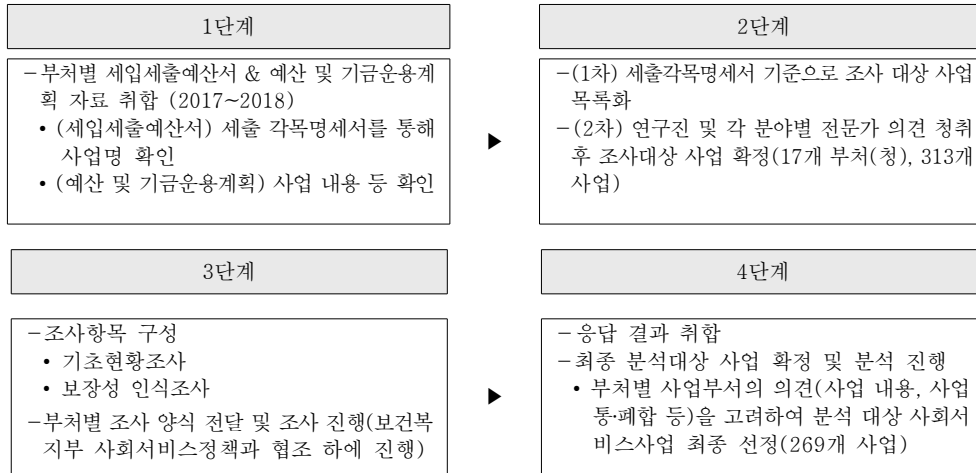 1단계
－부처별 세입세출예산서 & 예산 및 기금운용계
획 자료 취합 (2017~2018)
• (세입세출예산서) 세출 각목명세서를 통해
사업명 확인
• (예산 및 기금운용계획) 사업 내용 등 확인
▶
2단계
－(1차) 세출각목명세서 기준으로 조사 대상 사업
목록화
－(2차) 연구진 및 각 분야별 전문가 의견 청취
후 조사대상 사업 확정(17개 부처(청), 313개
사업)
3단계
－조사항목 구성
• 기초현황조사
• 보장성 인식조사
－부처별 조사 양식 전달 및 조사 진행(보건복
지부 사회서비스정책과 협조 하에 진행)
▶
4단계
－응답 결과 취합
－최종 분석대상 사업 확정 및 분석 진행
• 부처별 사업부서의 의견(사업 내용, 사업
통·폐합 등)을 고려하여 분석 대상 사회서
비스사업 최종 선정(269개 사업)